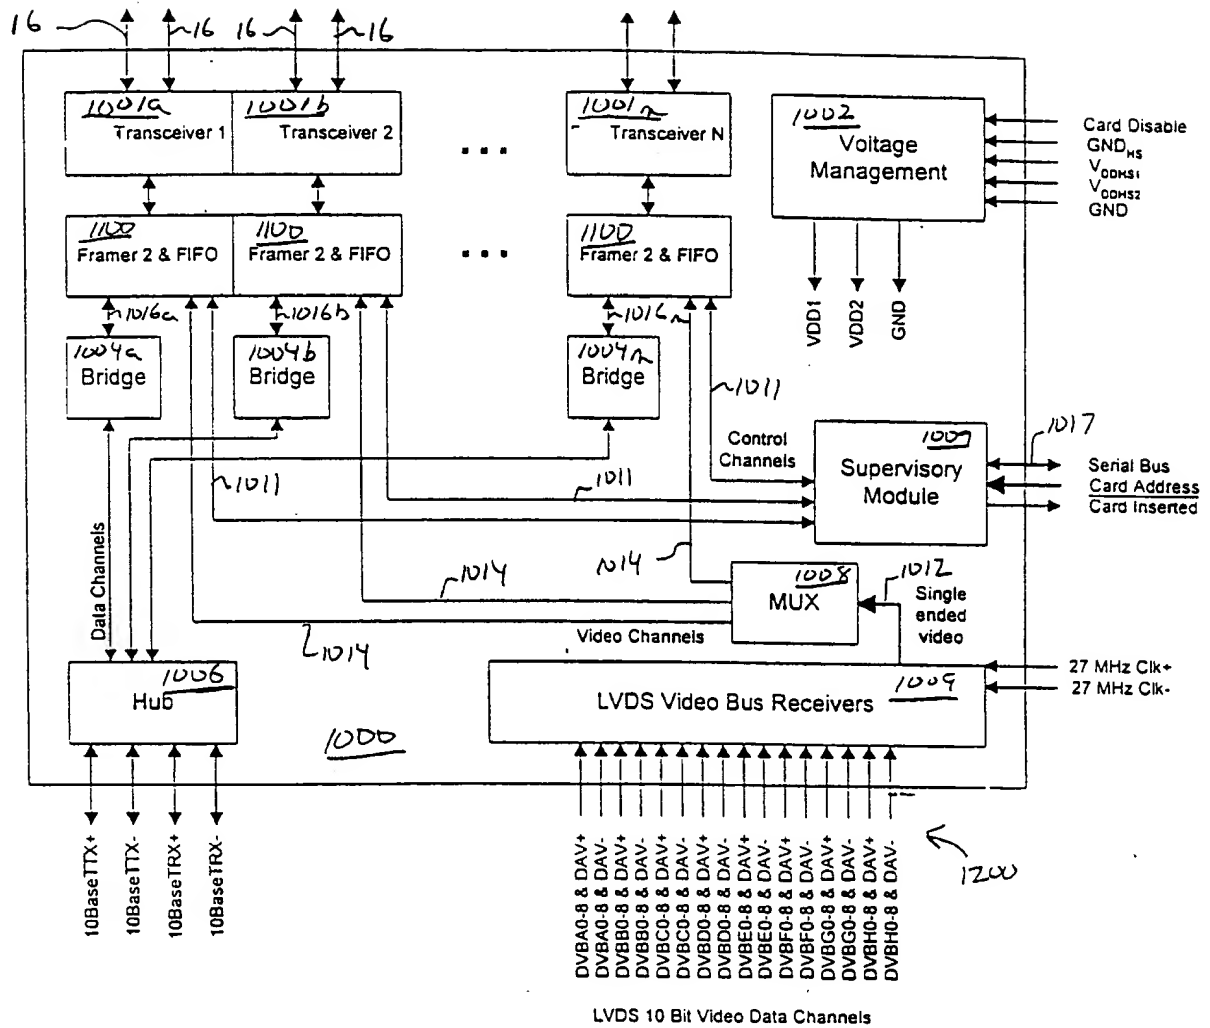 16 16 16 16
1001a 1001b 1001n
Transceiver 1 Transceiver 2 ... Transceiver N
1002
Voltage
Management
Card Disable
GNDHS
VDDHS1
VDDHS2
GND
1100 1100 1100
Framer 2 & FIFO Framer 2 & FIFO ... Framer 2 & FIFO
VDD1 VDD2 GND
1016a 1016b 1016n
1004a 1004b 1004n
Bridge Bridge Bridge
1011
1011
1011
Control
Channels
1007
Supervisory
Module
1017
Serial Bus
Card Address
Card Inserted
Data Channels
1014
1014
1014
1008
MUX
1012
Single
ended
video
Video Channels
1006
Hub
1000
1009
LVDS Video Bus Receivers
27 MHz Clk+
27 MHz Clk-
10BaseTTX+
10BaseTTX-
10BaseTRX+
10BaseTRX-
DVBA0-8 & DAV+
DVBA0-8 & DAV-
DVBB0-8 & DAV+
DVBB0-8 & DAV-
DVBC0-8 & DAV+
DVBC0-8 & DAV-
DVBD0-8 & DAV+
DVBD0-8 & DAV-
DVBE0-8 & DAV+
DVBE0-8 & DAV-
DVBF0-8 & DAV+
DVBF0-8 & DAV-
DVBG0-8 & DAV+
DVBG0-8 & DAV-
DVBH0-8 & DAV+
DVBH0-8 & DAV-
1200
LVDS 10 Bit Video Data Channels